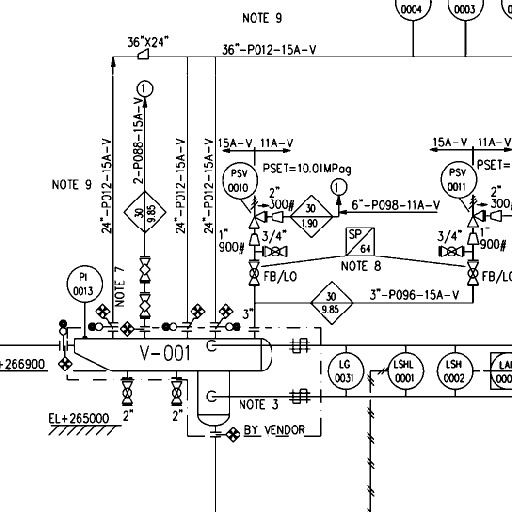 NOTE 9
0004
0003
36"X24"
36"-P012-15A-V
1
24"-P012-15A-V
2-P088-15A-V
24"-P012-15A-V
24"-P012-15A-V
15A-V
11A-V
15A-V
11A-V
PSV
0010
PSET=10.01MPag
PSV
0011
PSET=
NOTE 9
30
9.85
2"
300#
30
1.90
1
6"-P098-11A-V
2"
300
1"
900#
3/4"
SP
64
3/4"
1"
900#
NOTE 8
FB/LO
FB/LO
PI
0013
NOTE 7
3"
30
9.85
3"-P096-15A-V
V-001
+266900
LG
0031
LSHL
0001
LSH
0002
LAH
000
2"
2"
NOTE 3
EL+265000
BY VENDOR